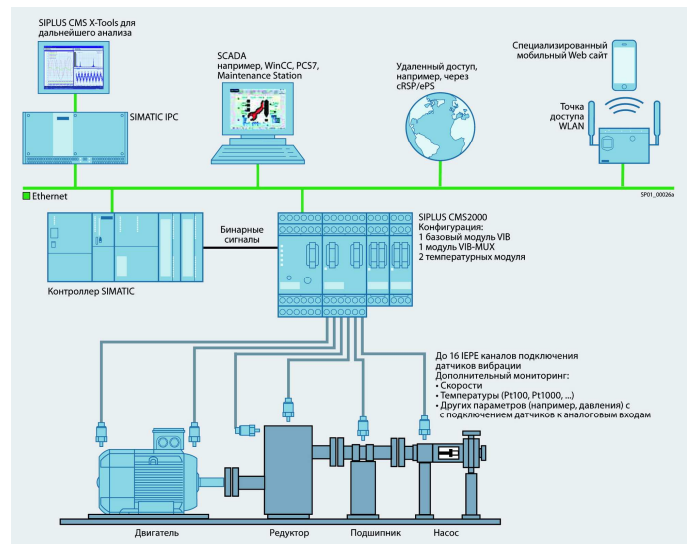 SIPLUS CMS X-Tools для
дальнейшего анализа
SIMATIC IPC
SCADA
например, WinCC, PCS7,
Maintenance Station
Удаленный доступ,
например, через
cRSP/ePS
Специализированный
мобильный Web сайт
Точка
доступа
WLAN
Ethernet
SP01_00026a
Контроллер SIMATIC
Бинарные
сигналы
SIPLUS CMS2000
Конфигурация:
1 базовый модуль VIB
1 модуль VIB-MUX
2 температурных модуля
До 16 IEPE каналов подключения
датчиков вибрации
Дополнительный мониторинг:
• Скорости
• Температуры (Pt100, Pt1000, ...)
• Других параметров (например, давления) с
с подключением датчиков к аналоговым входам
Двигатель
Редуктор
Подшипник
Насос